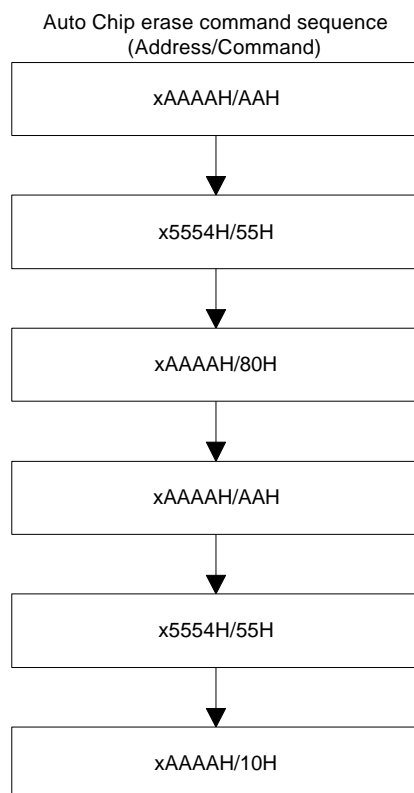 Auto Chip erase command sequence
(Address/Command)
xAAAAH/AAH
x5554H/55H
xAAAAH/80H
xAAAAH/AAH
x5554H/55H
xAAAAH/10H